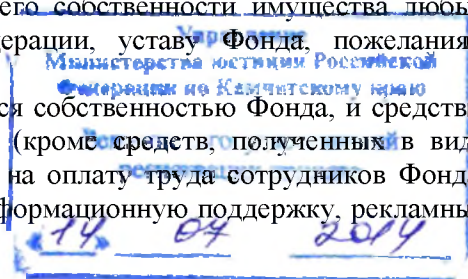 его собственности имущества любы
дерации, уставу Фонда, пожелания
Управление
Министерства юстиции Российской
Федерации по Камчатскому краю
ся собственностью Фонда, и средств
(кроме средств, полученных в вид
на оплату труда сотрудников Фонд
формационную поддержку, рекламны
«14 07 2014